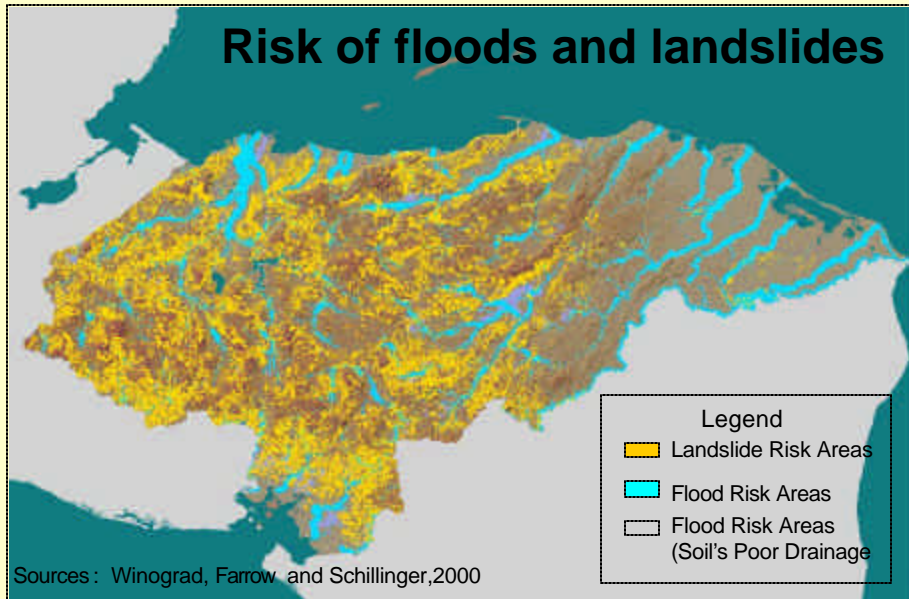 Risk of floods and landslides
Legend
Landslide Risk Areas
Flood Risk Areas
Flood Risk Areas
(Soil's Poor Drainage
Sources : Winograd, Farrow and Schillinger,2000